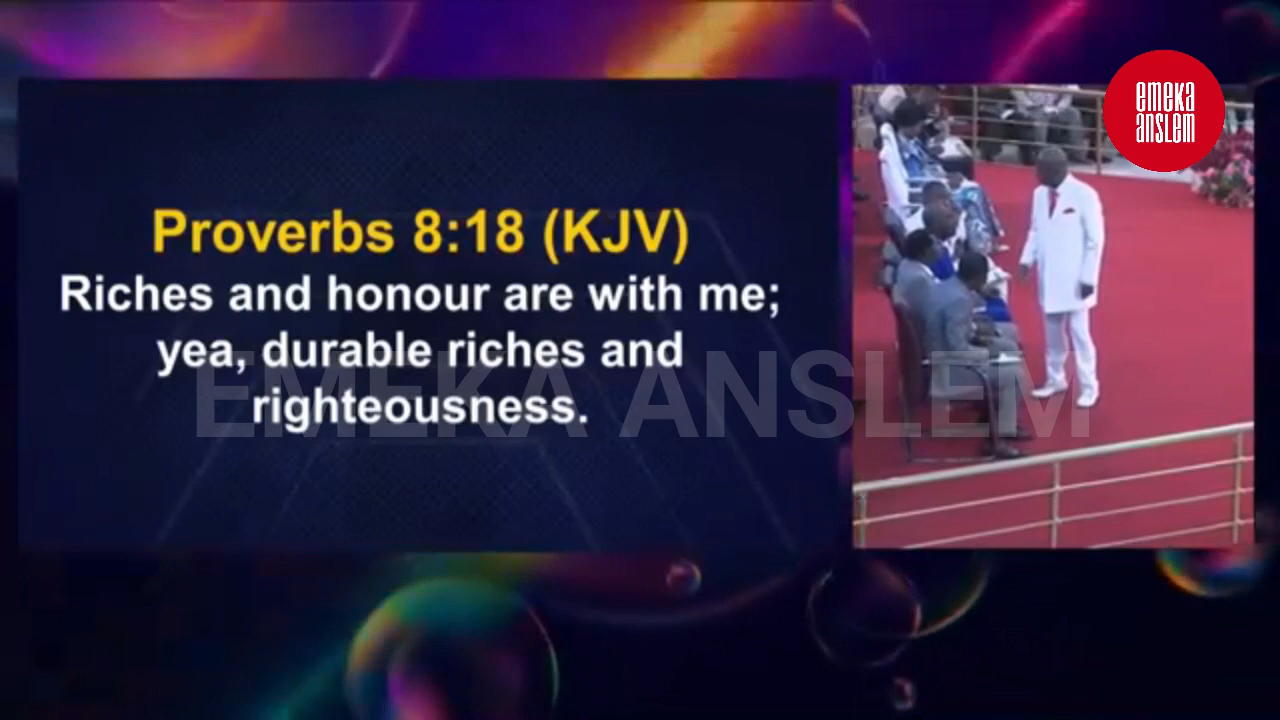 Proverbs 8:18 (KJV)
Riches and honour are with me;
yea, durable riches and
righteousness.
EMEKA ANSLEM
emeka
anslem